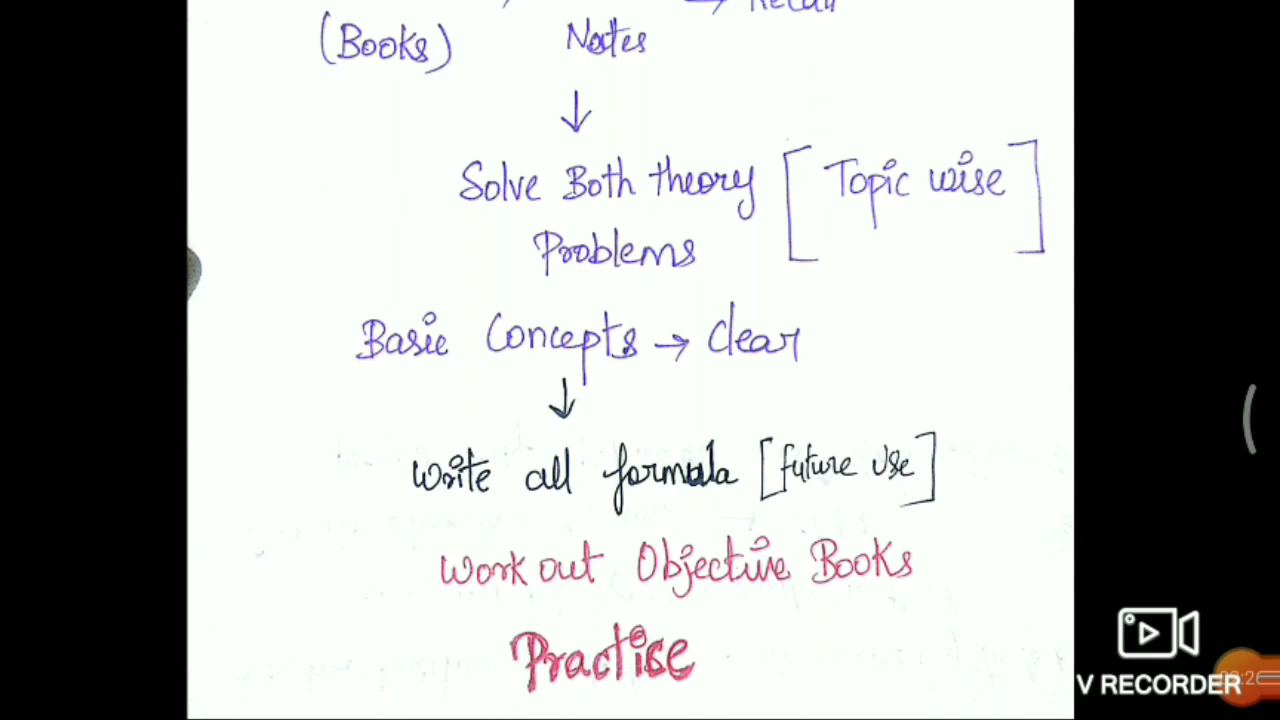 → Recall
(Books) Notes
↓
Solve Both theory [Topic wise]
Problems
Basic Concepts → Clear
↓
Write all formula [future use]
Work out Objective Books
Practise
V RECORDER